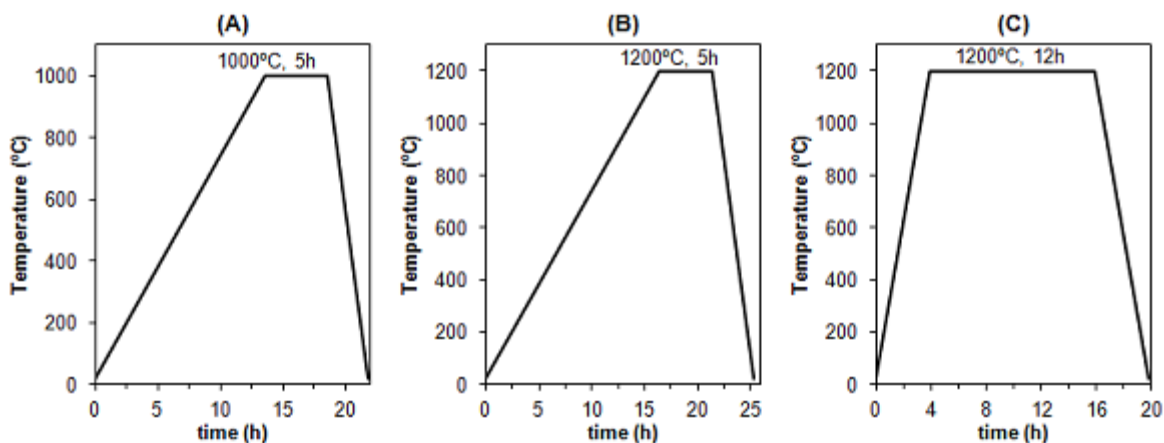 (A)
1000ºC, 5h
Temperature (ºC)
1000
800
600
400
200
0
0 5 10 15 20
time (h)
(B)
1200ºC, 5h
Temperature (ºC)
1200
1000
800
600
400
200
0
0 5 10 15 20 25
time (h)
(C)
1200ºC, 12h
Temperature (ºC)
1200
1000
800
600
400
200
0
0 4 8 12 16 20
time (h)